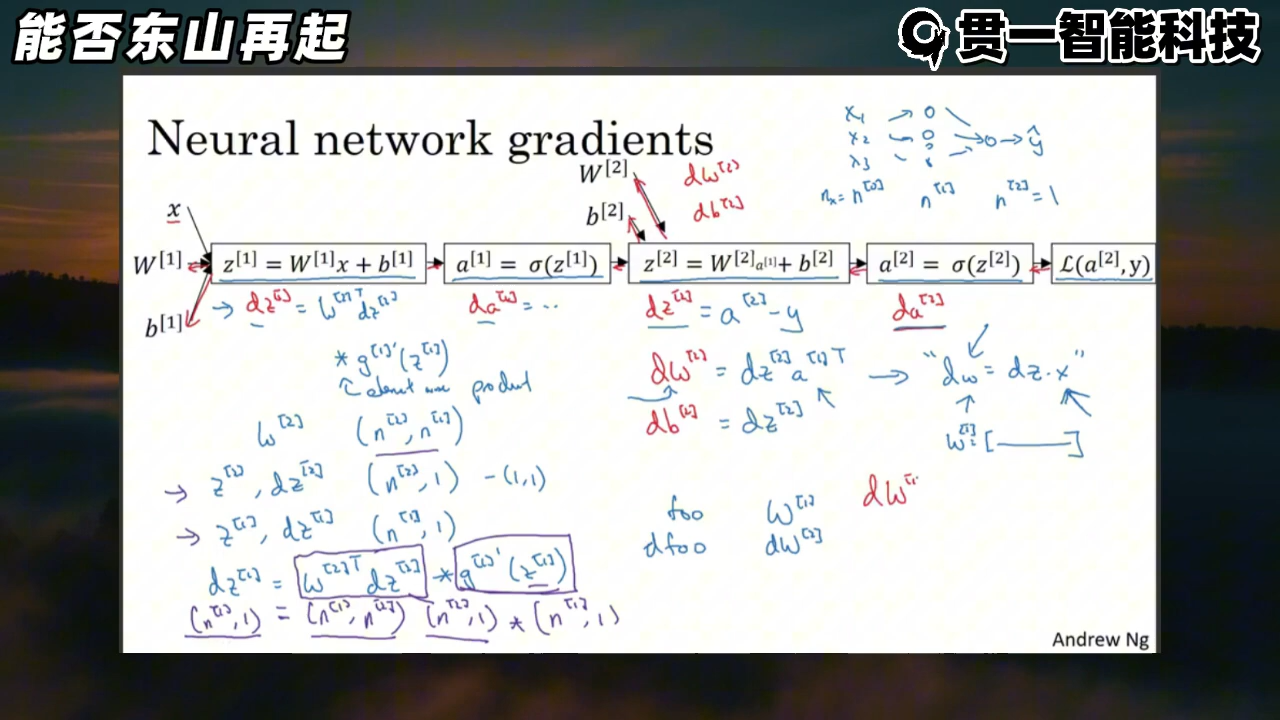 能否东山再起
贯一智能科技
Neural network gradients
x₁ → 0
x₂ 0 → 0 → ŷ
x₃
nₓ = n^[0] n^[1] n^[2] = 1
W^[2] dw^[2]
b^[2] db^[2]
x
W^[1]
z^[1] = W^[1]x + b^[1]
a^[1] = σ(z^[1])
z^[2] = W^[2]a^[1] + b^[2]
a^[2] = σ(z^[2])
ℒ(a^[2], y)
b^[1]
→ dz^[1] = W^[2]T dz^[2]
da^[1] = ...
dz^[2] = a^[2] - y
da^[2]
* g^[1]'(z^[1])
↑ element wise product
dw^[2] = dz^[2] a^[1]T → "dw = dz · x"
db^[2] = dz^[2]
w^[2] (n^[2], n^[1])
→ z^[2], dz^[2] (n^[2], 1) - (1,1)
→ z^[1], dz^[1] (n^[1], 1)
foo w^[1] dw^[1
dfoo dw^[2]
dz^[1] = w^[2]T dz^[2] * g^[1]'(z^[1])
(n^[1], 1) = (n^[1], n^[2]) (n^[2], 1) * (n^[1], 1)
Andrew Ng